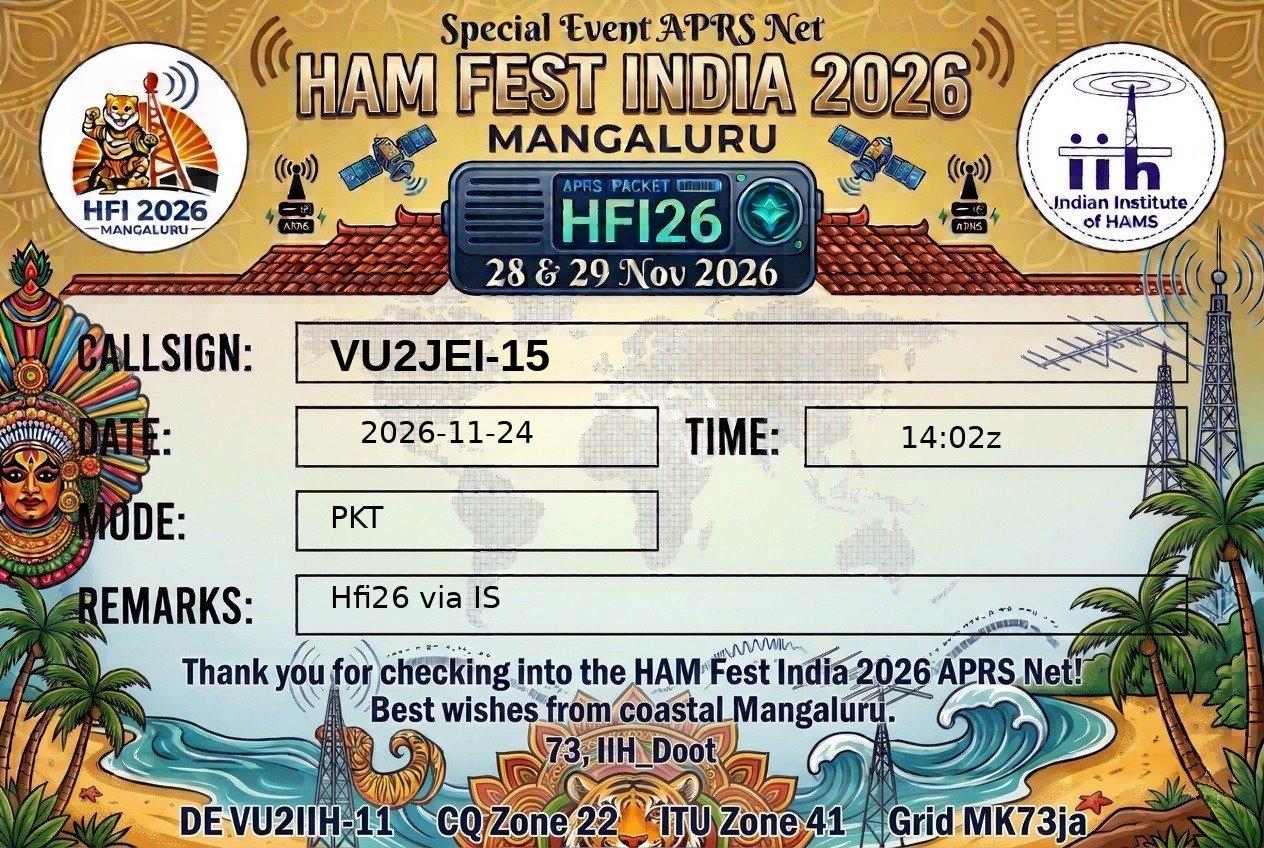 Special Event APRS Net
HAM FEST INDIA 2026
MANGALURU
HFI 2026
MANGALURU
APRS PACKET
HFI26
28 & 29 Nov 2026
iih
Indian Institute
of HAMS
APRS
APRS
CALLSIGN: VU2JEI-15
DATE: 2026-11-24 TIME: 14:02z
MODE: PKT
REMARKS: Hfi26 via IS
Thank you for checking into the HAM Fest India 2026 APRS Net!
Best wishes from coastal Mangaluru.
73, IIH_Doot
DE VU2IIH-11 CQ Zone 22 ITU Zone 41 Grid MK73ja